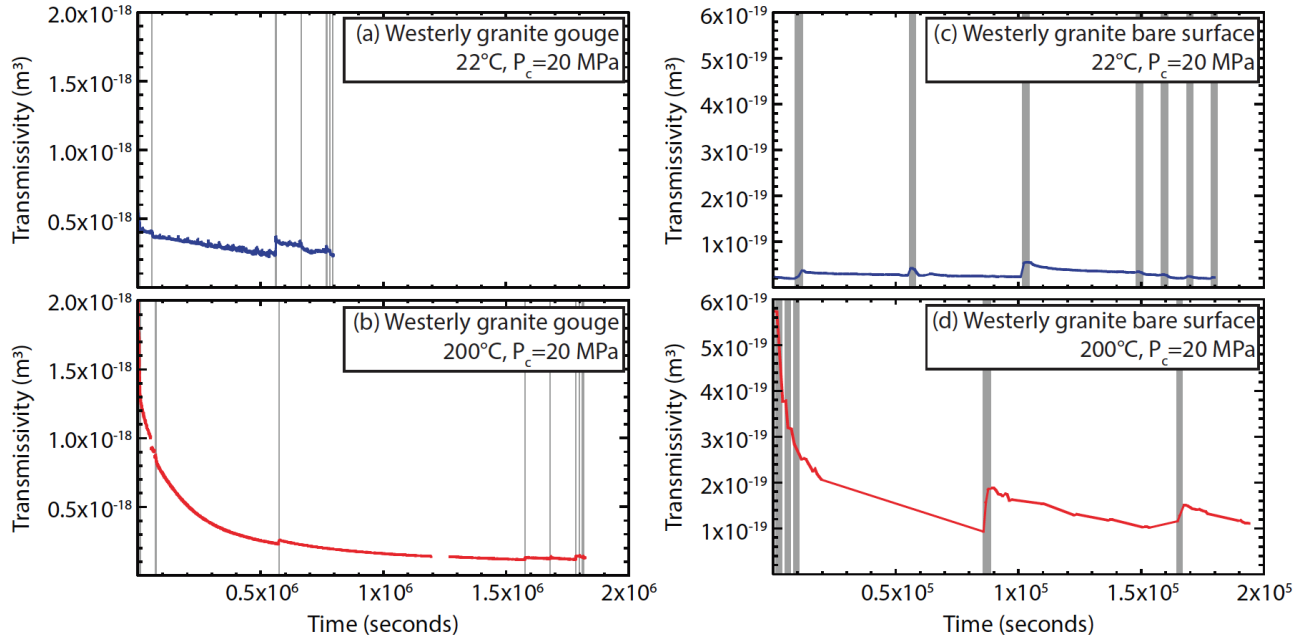 (a) Westerly granite gouge
22°C, P_c=20 MPa
Transmissivity (m³)
2.0x10⁻¹⁸
1.5x10⁻¹⁸
1.0x10⁻¹⁸
0.5x10⁻¹⁸
(c) Westerly granite bare surface
22°C, P_c=20 MPa
Transmissivity (m³)
6x10⁻¹⁹
5x10⁻¹⁹
4x10⁻¹⁹
3x10⁻¹⁹
2x10⁻¹⁹
1x10⁻¹⁹
(b) Westerly granite gouge
200°C, P_c=20 MPa
Transmissivity (m³)
2.0x10⁻¹⁸
1.5x10⁻¹⁸
1.0x10⁻¹⁸
0.5x10⁻¹⁸
0.5x10⁶
1x10⁶
1.5x10⁶
2x10⁶
Time (seconds)
(d) Westerly granite bare surface
200°C, P_c=20 MPa
Transmissivity (m³)
6x10⁻¹⁹
5x10⁻¹⁹
4x10⁻¹⁹
3x10⁻¹⁹
2x10⁻¹⁹
1x10⁻¹⁹
0.5x10⁵
1x10⁵
1.5x10⁵
2x10⁵
Time (seconds)